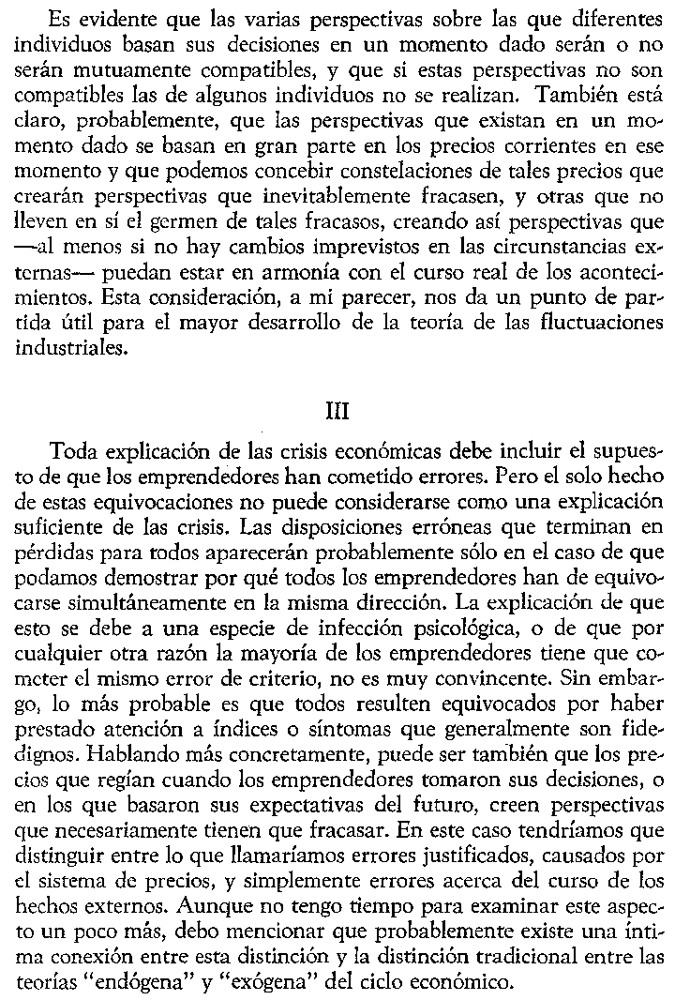 Es evidente que las varias perspectivas sobre las que diferentes
individuos basan sus decisiones en un momento dado serán o no
serán mutuamente compatibles, y que si estas perspectivas no son
compatibles las de algunos individuos no se realizan. También está
claro, probablemente, que las perspectivas que existan en un mo-
mento dado se basan en gran parte en los precios corrientes en ese
momento y que podemos concebir constelaciones de tales precios que
crearán perspectivas que inevitablemente fracasen, y otras que no
lleven en sí el germen de tales fracasos, creando así perspectivas que
—al menos si no hay cambios imprevistos en las circunstancias ex-
ternas— puedan estar en armonía con el curso real de los aconteci-
mientos. Esta consideración, a mi parecer, nos da un punto de par-
tida útil para el mayor desarrollo de la teoría de las fluctuaciones
industriales.
III
Toda explicación de las crisis económicas debe incluir el supues-
to de que los emprendedores han cometido errores. Pero el solo hecho
de estas equivocaciones no puede considerarse como una explicación
suficiente de las crisis. Las disposiciones erróneas que terminan en
pérdidas para todos aparecerán probablemente sólo en el caso de que
podamos demostrar por qué todos los emprendedores han de equivo-
carse simultáneamente en la misma dirección. La explicación de que
esto se debe a una especie de infección psicológica, o de que por
cualquier otra razón la mayoría de los emprendedores tiene que co-
meter el mismo error de criterio, no es muy convincente. Sin embar-
go, lo más probable es que todos resulten equivocados por haber
prestado atención a índices o síntomas que generalmente son fide-
dignos. Hablando más concretamente, puede ser también que los pre-
cios que regían cuando los emprendedores tomaron sus decisiones, o
en los que basaron sus expectativas del futuro, creen perspectivas
que necesariamente tienen que fracasar. En este caso tendríamos que
distinguir entre lo que llamaríamos errores justificados, causados por
el sistema de precios, y simplemente errores acerca del curso de los
hechos externos. Aunque no tengo tiempo para examinar este aspec-
to un poco más, debo mencionar que probablemente existe una ínti-
ma conexión entre esta distinción y la distinción tradicional entre las
teorías “endógena” y “exógena” del ciclo económico.